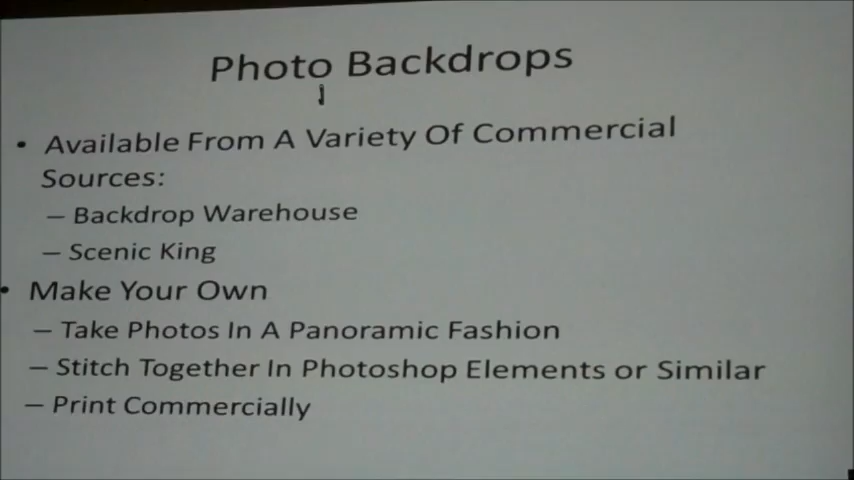 Photo Backdrops
• Available From A Variety Of Commercial
Sources:
– Backdrop Warehouse
– Scenic King
• Make Your Own
– Take Photos In A Panoramic Fashion
– Stitch Together In Photoshop Elements or Similar
– Print Commercially